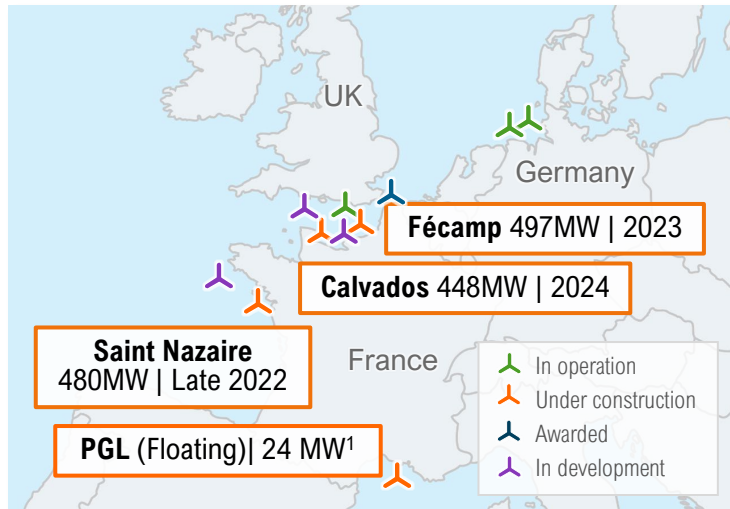 UK
Germany
Fécamp 497MW | 2023
Calvados 448MW | 2024
Saint Nazaire
480MW | Late 2022
France
PGL (Floating)| 24 MW¹
In operation
Under construction
Awarded
In development